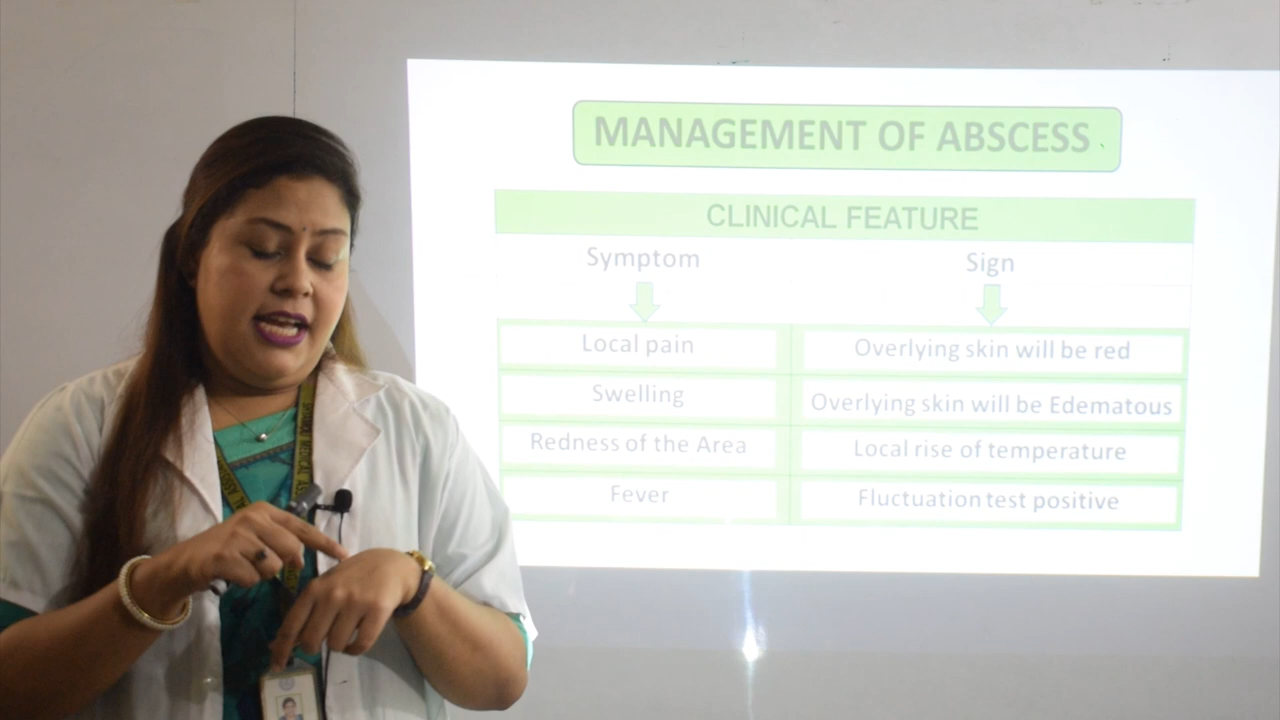 MANAGEMENT OF ABSCESS
CLINICAL FEATURE
Symptom
Sign
Local pain
Overlying skin will be red
Swelling
Overlying skin will be Edematous
Redness of the Area
Local rise of temperature
Fever
Fluctuation test positive